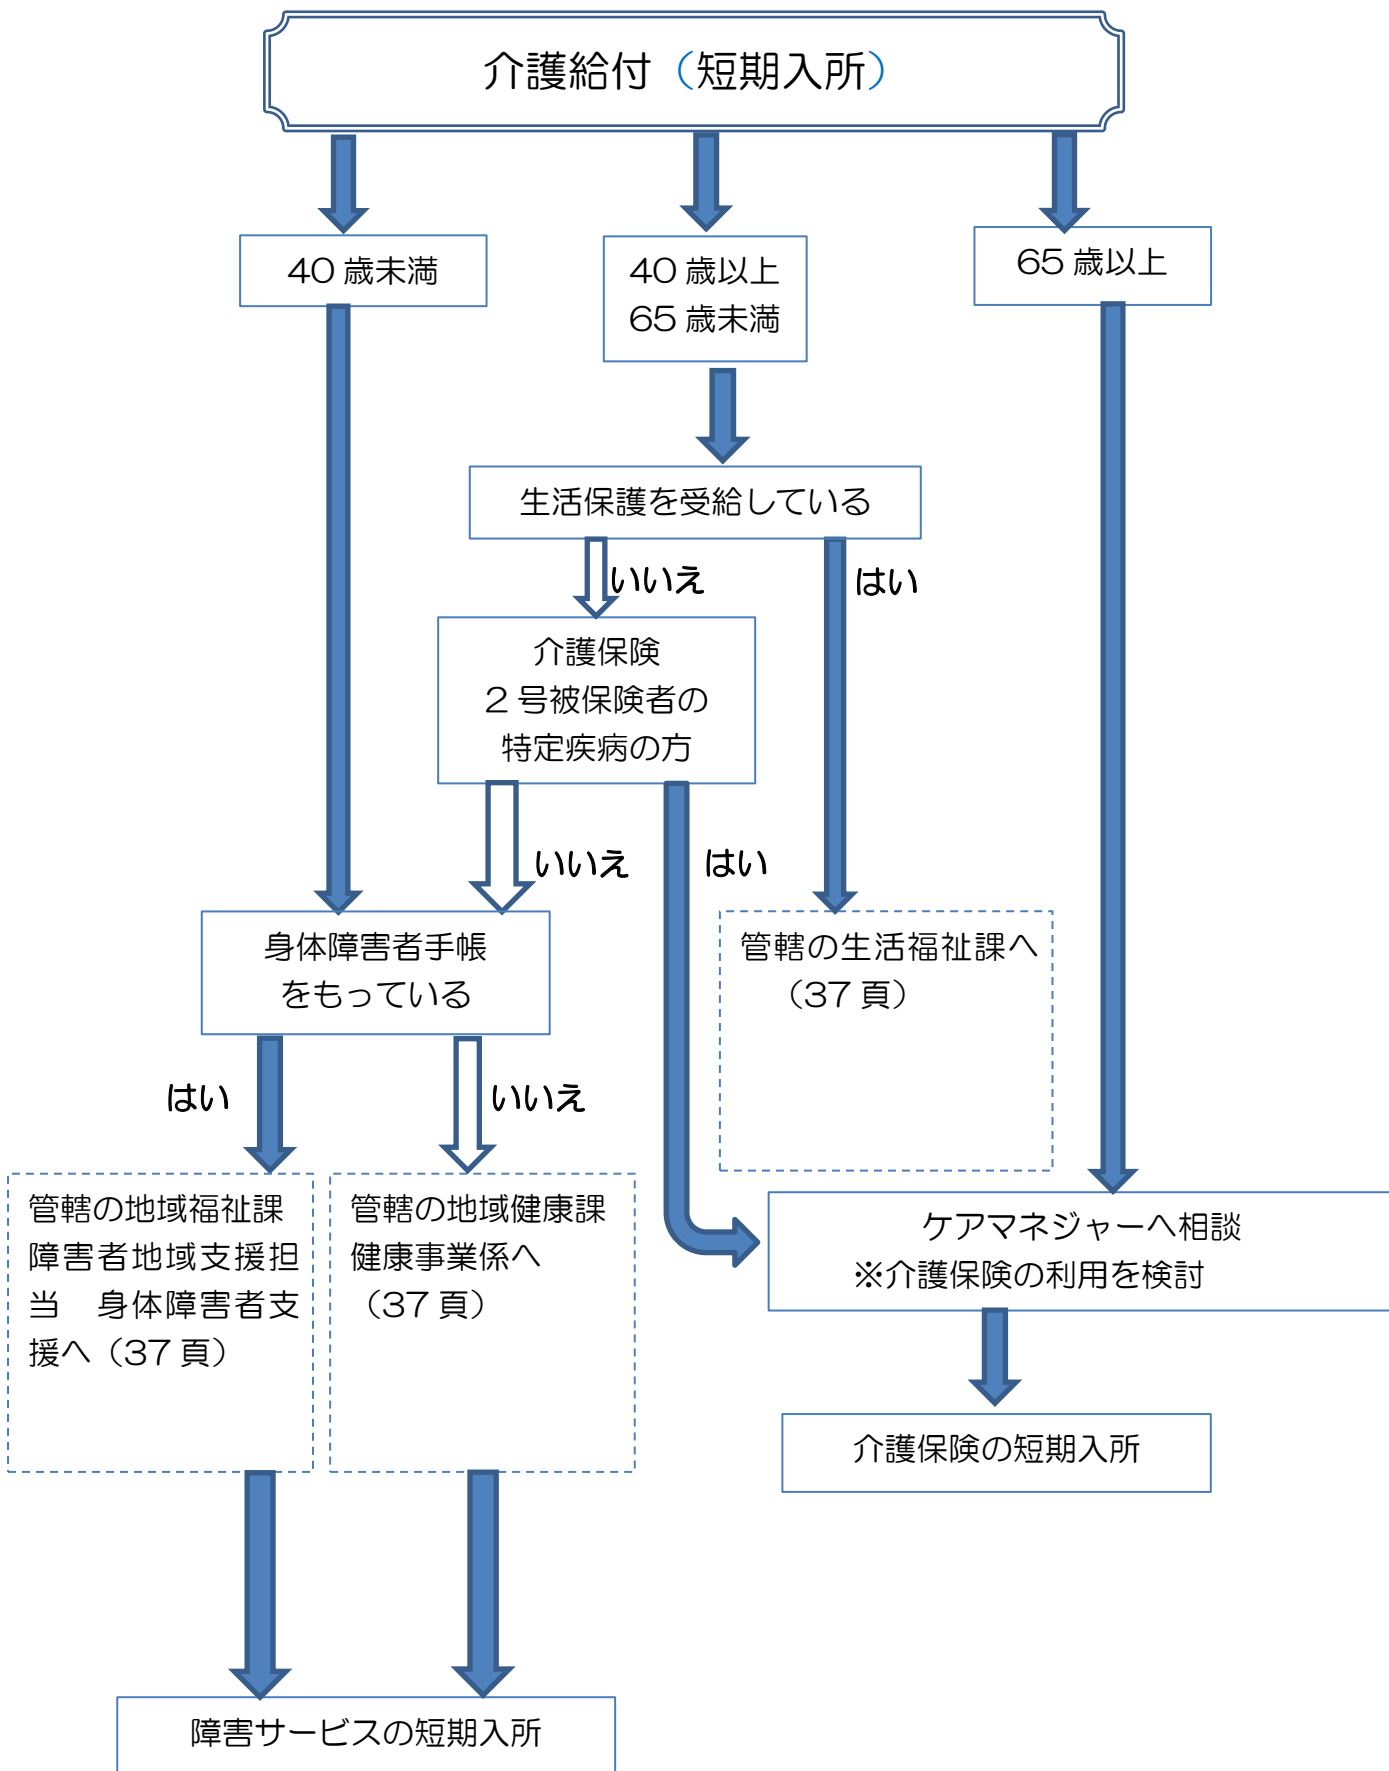 介護給付（短期入所）
40歳未満
40歳以上
65歳未満
65歳以上
生活保護を受給している
いいえ
はい
介護保険
2号被保険者の
特定疾病の方
いいえ
はい
身体障害者手帳
をもっている
管轄の生活福祉課へ
（37頁）
はい
いいえ
管轄の地域福祉課
障害者地域支援担
当　身体障害者支
援へ（37頁）
管轄の地域健康課
健康事業係へ
（37頁）
ケアマネジャーへ相談
※介護保険の利用を検討
介護保険の短期入所
障害サービスの短期入所